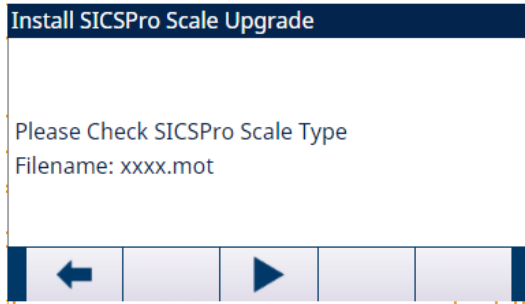 Install SICSPro Scale Upgrade
Please Check SICSPro Scale Type
Filename: xxxx.mot